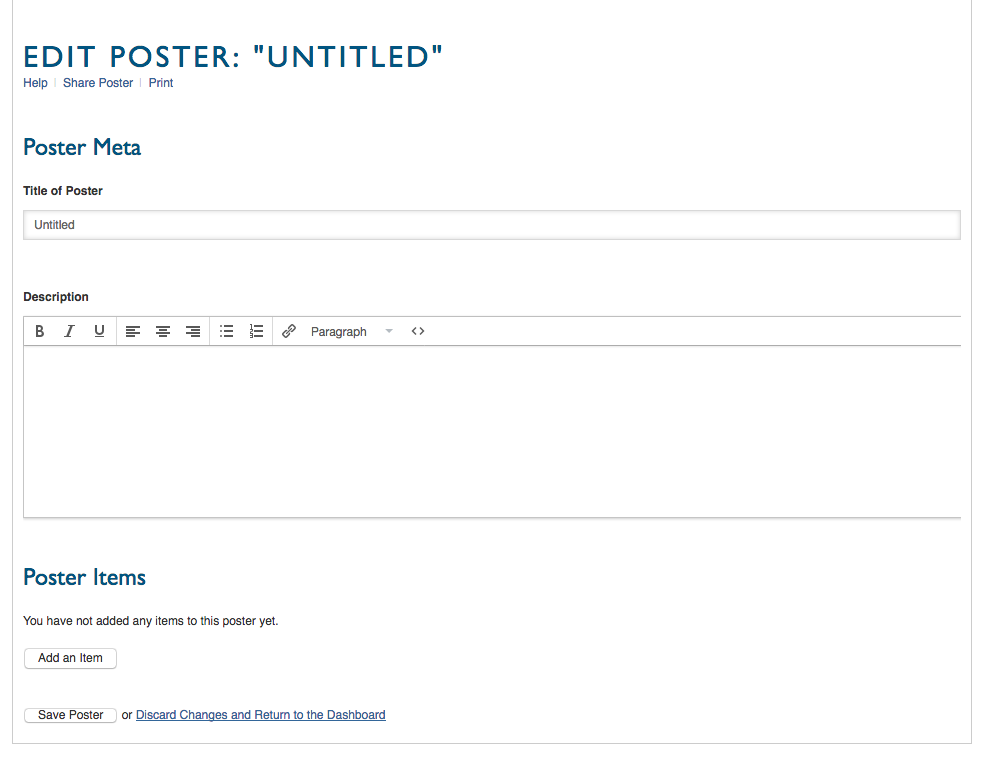 EDIT POSTER: "UNTITLED"
Help | Share Poster | Print
Poster Meta
Title of Poster
Untitled
Description
B I U Paragraph <>
Poster Items
You have not added any items to this poster yet.
Add an Item
Save Poster or Discard Changes and Return to the Dashboard